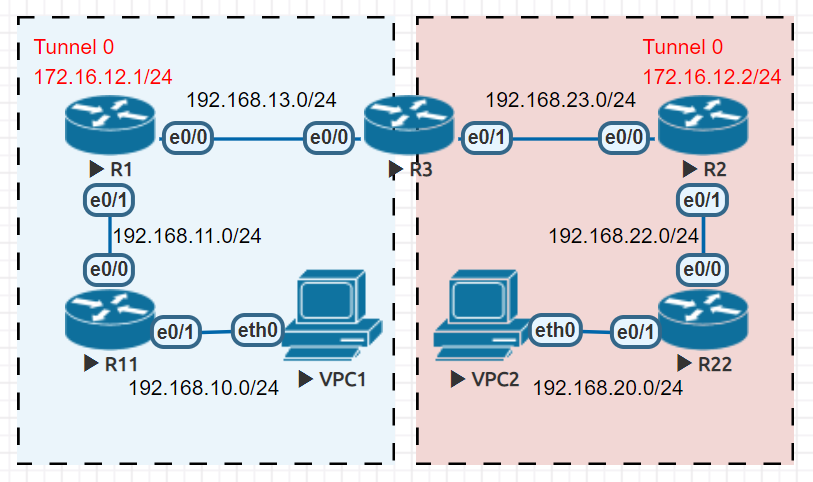 Tunnel 0
172.16.12.1/24
Tunnel 0
172.16.12.2/24
192.168.13.0/24
192.168.23.0/24
e0/0
e0/0
e0/1
e0/0
R1
R3
R2
e0/1
e0/1
192.168.11.0/24
192.168.22.0/24
e0/0
e0/0
e0/1
eth0
eth0
e0/1
R11
VPC1
VPC2
R22
192.168.10.0/24
192.168.20.0/24